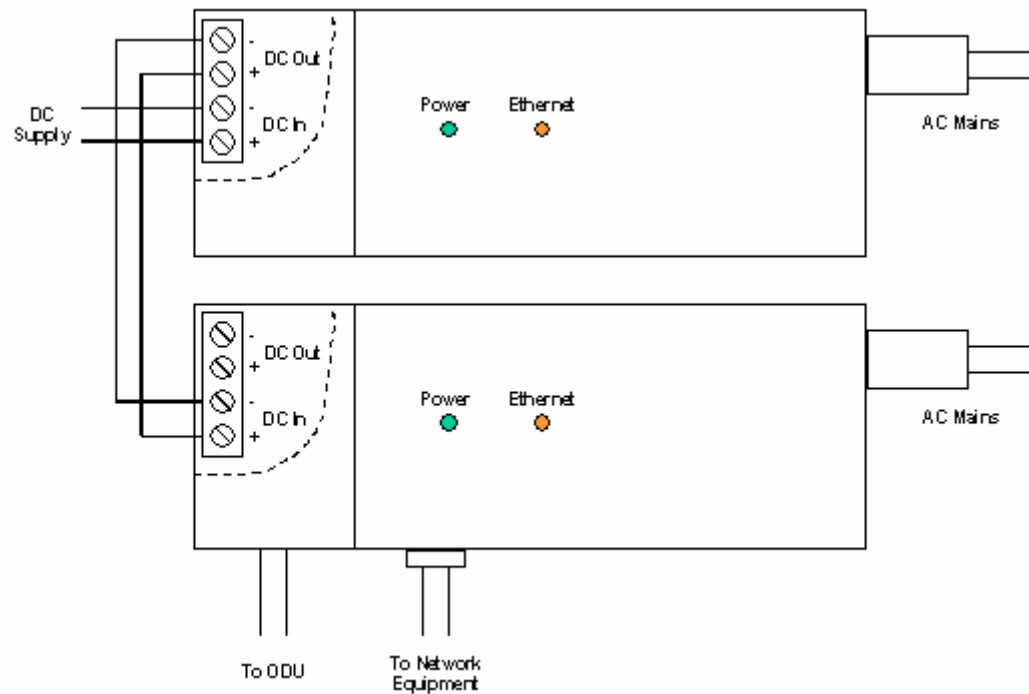 -
DC Out
+
DC
Supply
-
DC In
+
Power
Ethernet
AC Mains
-
DC Out
+
-
DC In
+
Power
Ethernet
AC Mains
To ODU
To Network
Equipment